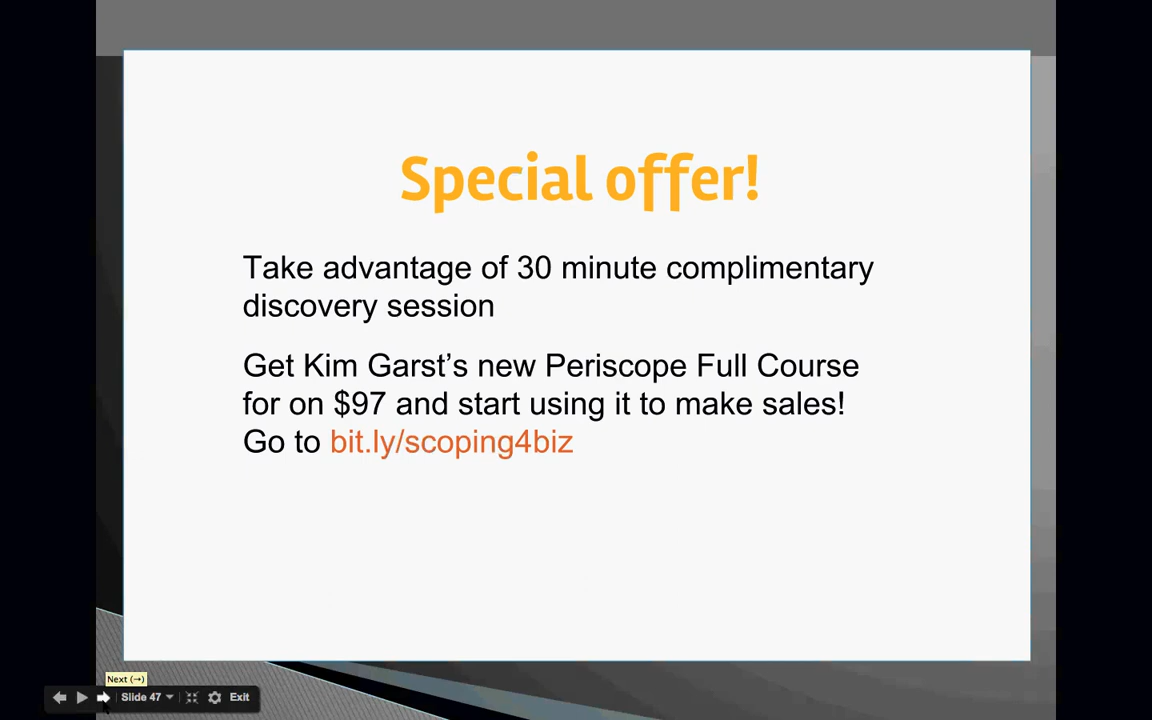 Special offer!
Take advantage of 30 minute complimentary
discovery session
Get Kim Garst’s new Periscope Full Course
for on $97 and start using it to make sales!
Go to bit.ly/scoping4biz
Next (→)
Slide 47
Exit